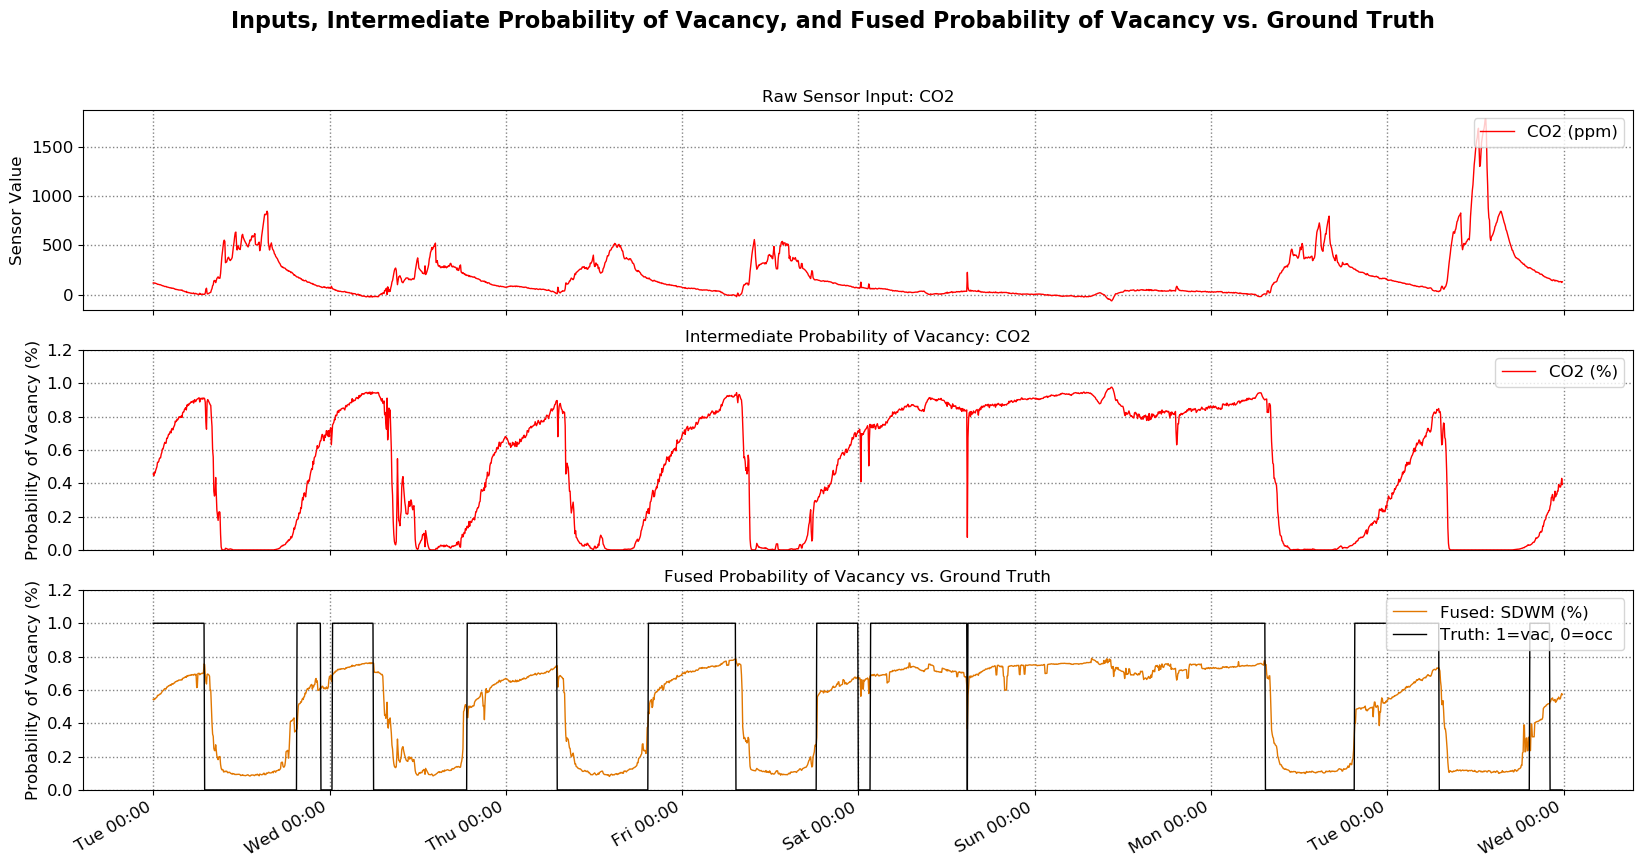 Inputs, Intermediate Probability of Vacancy, and Fused Probability of Vacancy vs. Ground Truth
Raw Sensor Input: CO2
Sensor Value
1500
1000
500
0
CO2 (ppm)
Intermediate Probability of Vacancy: CO2
Probability of Vacancy (%)
1.2
1.0
0.8
0.6
0.4
0.2
0.0
CO2 (%)
Fused Probability of Vacancy vs. Ground Truth
Probability of Vacancy (%)
1.2
1.0
0.8
0.6
0.4
0.2
0.0
Fused: SDWM (%)
Truth: 1=vac, 0=occ
Tue 00:00
Wed 00:00
Thu 00:00
Fri 00:00
Sat 00:00
Sun 00:00
Mon 00:00
Tue 00:00
Wed 00:00